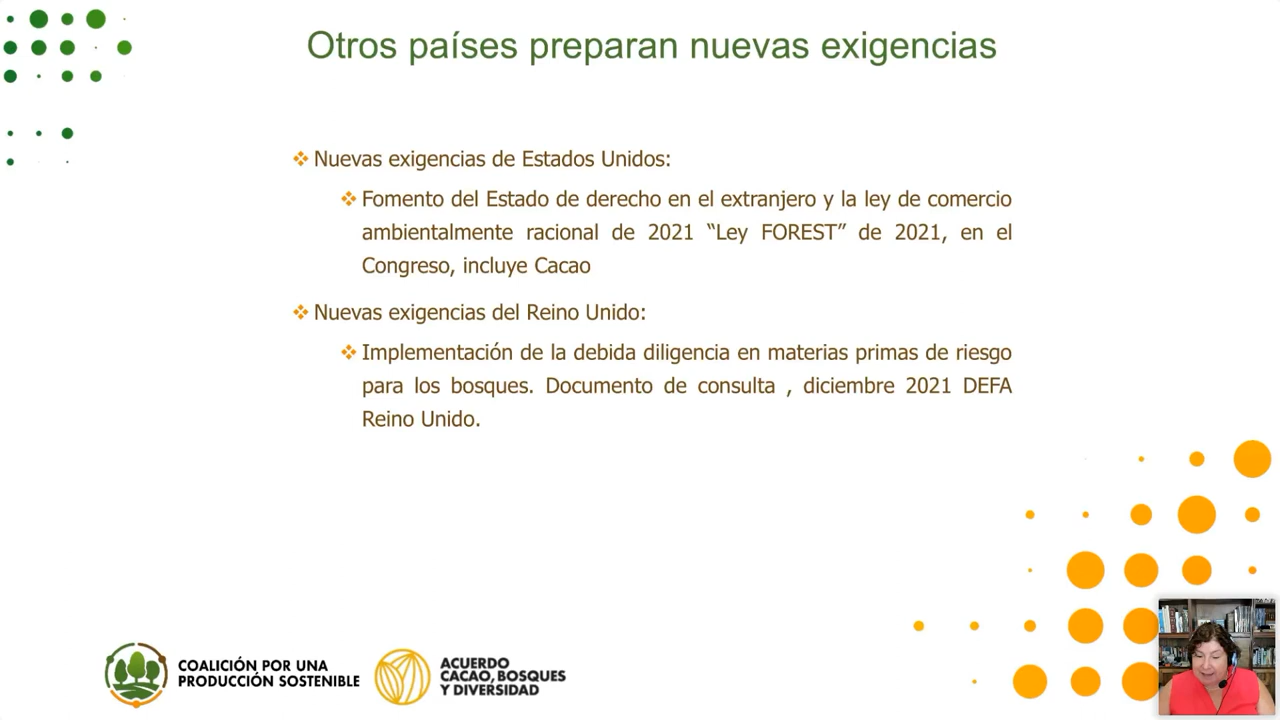 Otros países preparan nuevas exigencias
❖ Nuevas exigencias de Estados Unidos:
❖ Fomento del Estado de derecho en el extranjero y la ley de comercio
ambientalmente racional de 2021 “Ley FOREST” de 2021, en el
Congreso, incluye Cacao
❖ Nuevas exigencias del Reino Unido:
❖ Implementación de la debida diligencia en materias primas de riesgo
para los bosques. Documento de consulta , diciembre 2021 DEFA
Reino Unido.
COALICIÓN POR UNA
PRODUCCIÓN SOSTENIBLE
ACUERDO
CACAO, BOSQUES
Y DIVERSIDAD